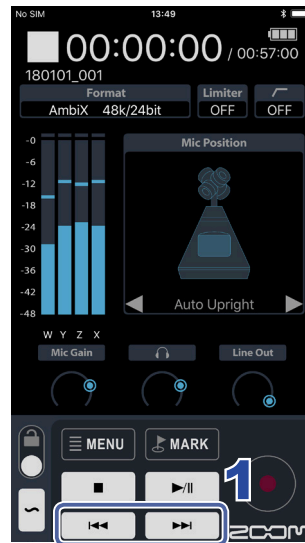 No SIM 13:49
00:00:00 / 00:57:00
180101_001
Format Limiter
AmbiX 48k/24bit OFF OFF
-0 Mic Position
-6
-12
-18
-24
-30
-36
-42
-48 Auto Upright
W Y Z X
Mic Gain Line Out
MENU MARK
1
ZOOM